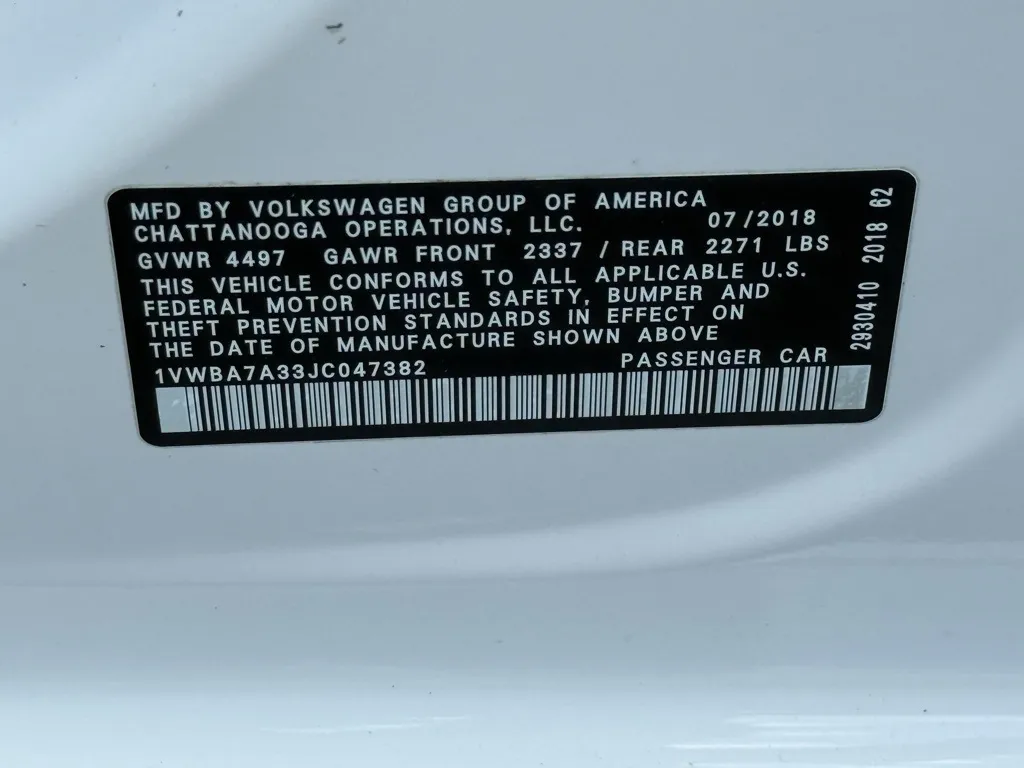 MFD BY VOLKSWAGEN GROUP OF AMERICA
CHATTANOOGA OPERATIONS, LLC. 07/2018
GVWR 4497 GAWR FRONT 2337 / REAR 2271 LBS
THIS VEHICLE CONFORMS TO ALL APPLICABLE U.S.
FEDERAL MOTOR VEHICLE SAFETY, BUMPER AND
THEFT PREVENTION STANDARDS IN EFFECT ON
THE DATE OF MANUFACTURE SHOWN ABOVE
1VWBA7A33JC047382 PASSENGER CAR
2930410 2018 62